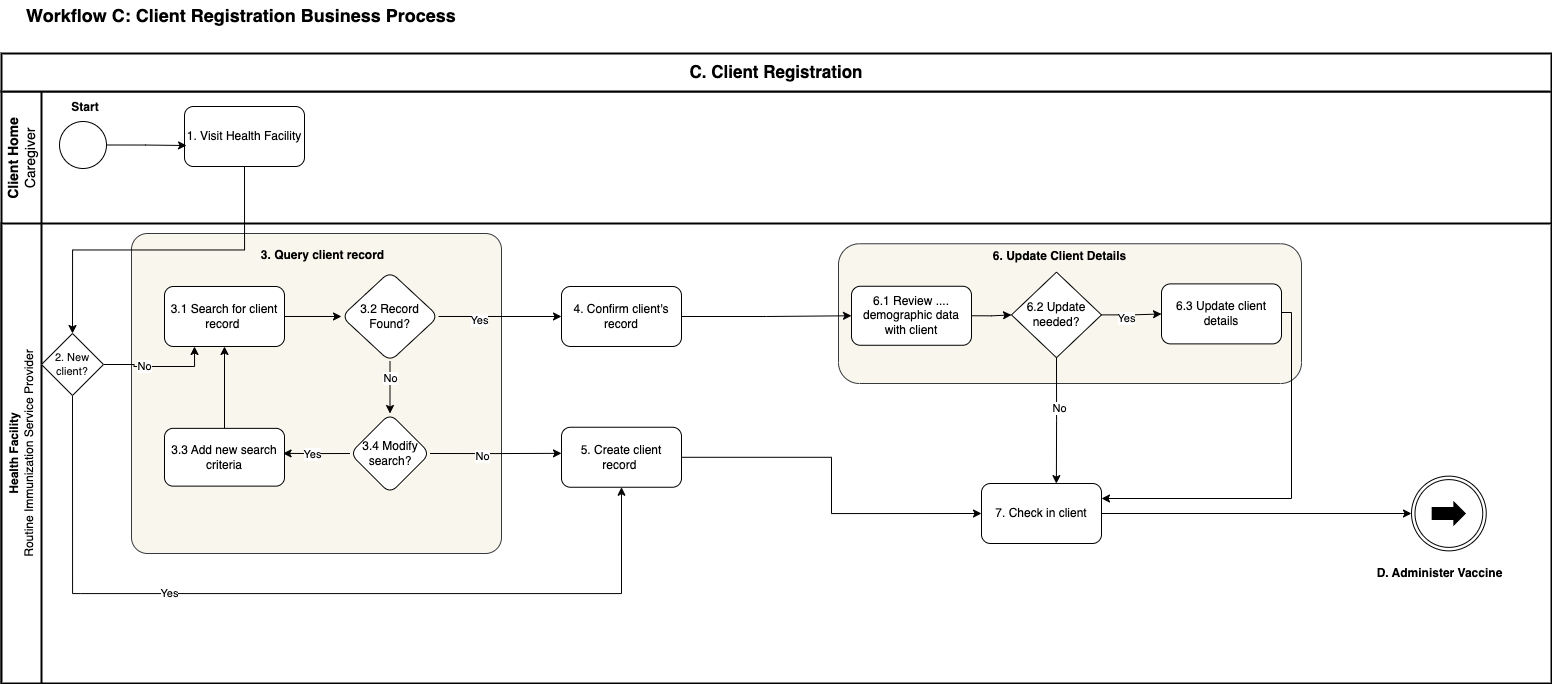 Workflow C: Client Registration Business Process
C. Client Registration
Client Home
Caregiver
Start
1. Visit Health Facility
Health Facility
Routine Immunization Service Provider
2. New
client?
No
Yes
3. Query client record
3.1 Search for client
record
3.2 Record
Found?
Yes
No
3.3 Add new search
criteria
Yes
3.4 Modify
search?
No
4. Confirm client's
record
5. Create client
record
6. Update Client Details
6.1 Review ....
demographic data
with client
6.2 Update
needed?
Yes
No
6.3 Update client
details
7. Check in client
D. Administer Vaccine